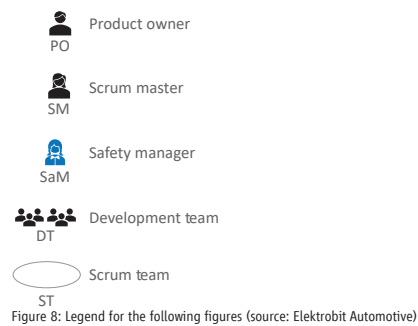 Product owner
PO
Scrum master
SM
Safety manager
SaM
Development team
DT
Scrum team
ST
Figure 8: Legend for the following figures (source: Elektrobit Automotive)